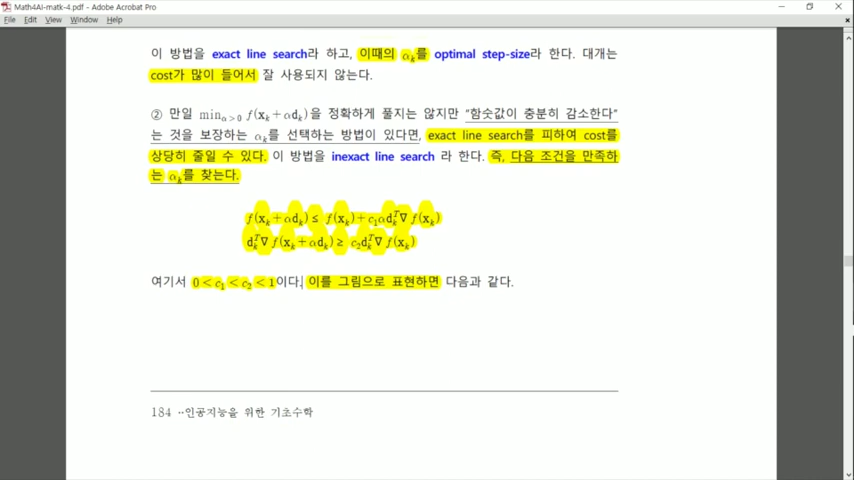 Math4AI-matk-4.pdf - Adobe Acrobat Pro
File Edit View Window Help
이 방법을 exact line search라 하고, 이때의 αₖ를 optimal step-size라 한다. 대개는
cost가 많이 들어서 잘 사용되지 않는다.
② 만일 min_{α>0} f(xₖ+αdₖ)을 정확하게 풀지는 않지만 "함숫값이 충분히 감소한다"
는 것을 보장하는 αₖ를 선택하는 방법이 있다면, exact line search를 피하여 cost를
상당히 줄일 수 있다. 이 방법을 inexact line search 라 한다. 즉, 다음 조건을 만족하
는 αₖ를 찾는다.
f(xₖ+αdₖ) ≤ f(xₖ)+c₁αdₖᵀ∇f(xₖ)
dₖᵀ∇f(xₖ+αdₖ) ≥ c₂dₖᵀ∇f(xₖ)
여기서 0<c₁<c₂<1이다. 이를 그림으로 표현하면 다음과 같다.
184 ··인공지능을 위한 기초수학